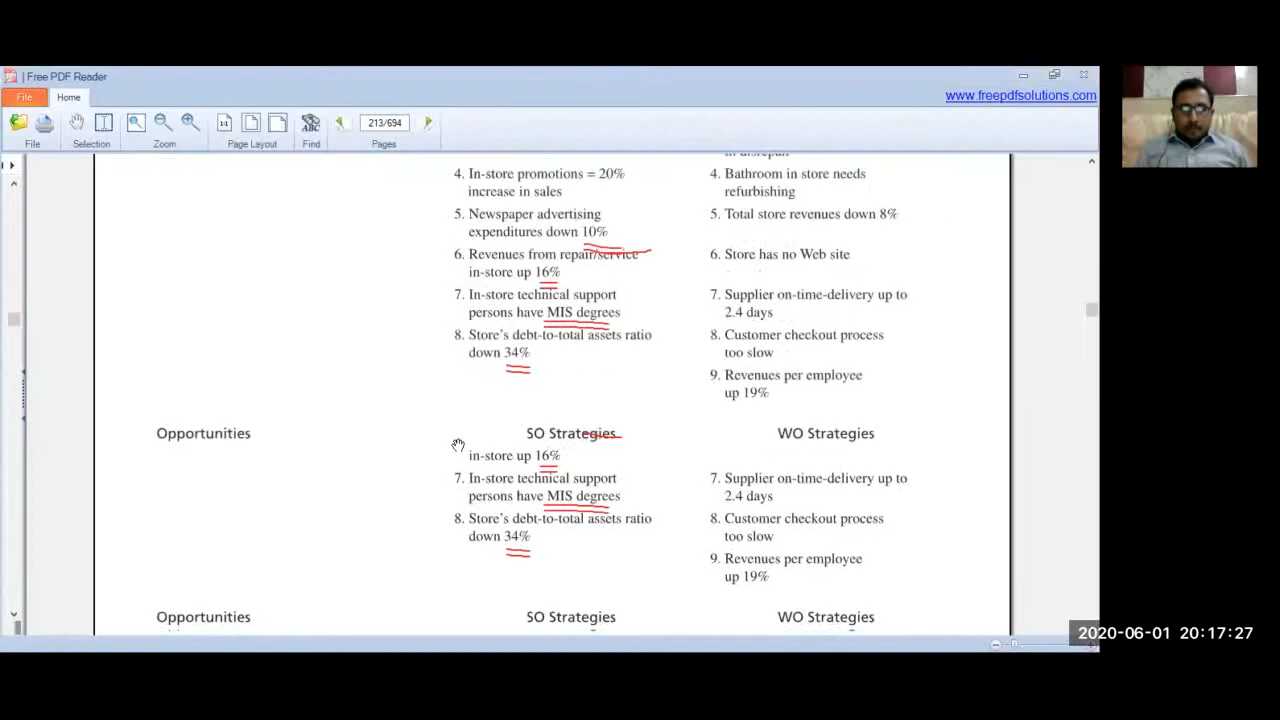 | Free PDF Reader
File
Home
www.freepdfsolutions.com
213/694
File
Selection
Zoom
Page Layout
Find
Pages
4. In-store promotions = 20%
increase in sales
5. Newspaper advertising
expenditures down 10%
6. Revenues from repair/service
in-store up 16%
7. In-store technical support
persons have MIS degrees
8. Store's debt-to-total assets ratio
down 34%
in disrepair
4. Bathroom in store needs
refurbishing
5. Total store revenues down 8%
6. Store has no Web site
7. Supplier on-time-delivery up to
2.4 days
8. Customer checkout process
too slow
9. Revenues per employee
up 19%
Opportunities
SO Strategies
WO Strategies
in-store up 16%
7. In-store technical support
persons have MIS degrees
8. Store's debt-to-total assets ratio
down 34%
7. Supplier on-time-delivery up to
2.4 days
8. Customer checkout process
too slow
9. Revenues per employee
up 19%
Opportunities
SO Strategies
WO Strategies
2020-06-01 20:17:27